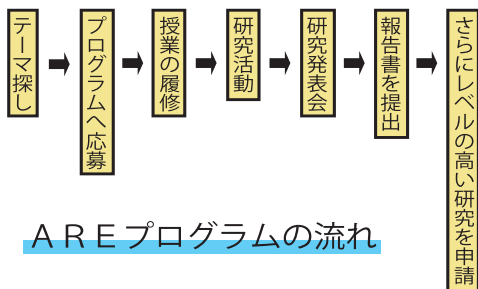 テーマ探し
プログラムへ応募
授業の履修
研究活動
研究発表会
報告書を提出
さらにレベルの高い研究を申請
ＡＲＥプログラムの流れ